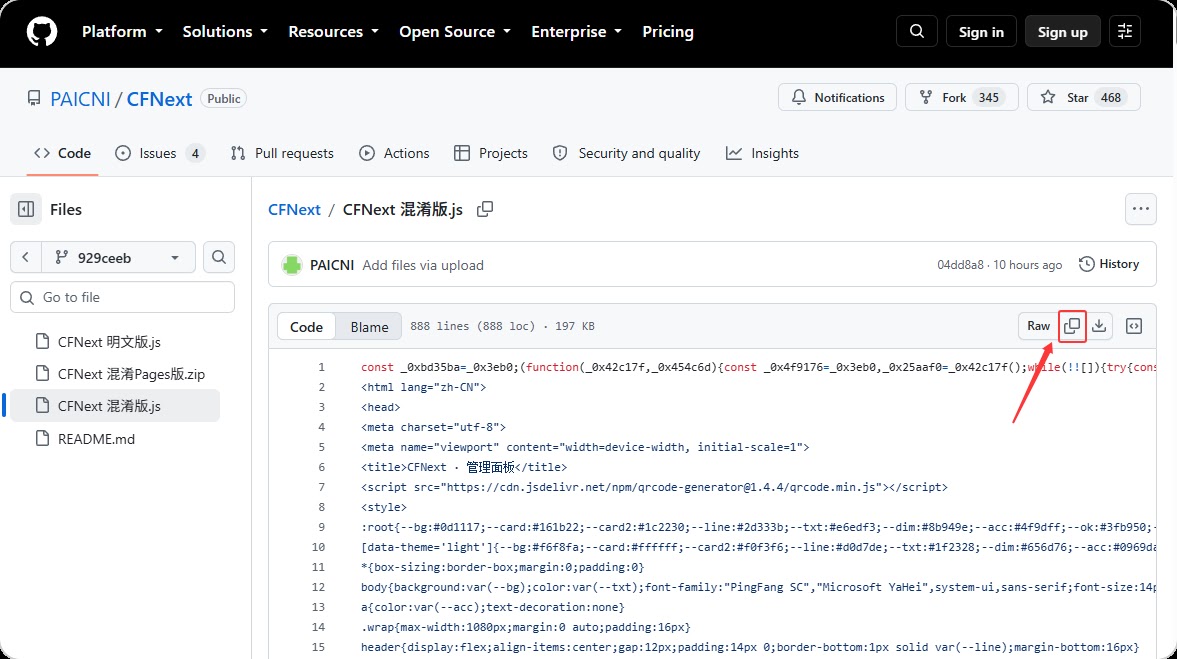 Platform Solutions Resources Open Source Enterprise Pricing Sign in Sign up
PAICNI / CFNext Public Notifications Fork 345 Star 468
Code Issues 4 Pull requests Actions Projects Security and quality Insights
Files
929ceeb
Go to file
CFNext 明文版.js
CFNext 混淆Pages版.zip
CFNext 混淆版.js
README.md
CFNext / CFNext 混淆版.js
PAICNI Add files via upload 04dd8a8 · 10 hours ago History
Code Blame 888 lines (888 loc) · 197 KB Raw
1 const _0xbd35ba=_0x3eb0;(function(_0x42c17f,_0x454c6d){const _0x4f9176=_0x3eb0,_0x25aaf0=_0x42c17f();while(!![]){try{cons
2 <html lang="zh-CN">
3 <head>
4 <meta charset="utf-8">
5 <meta name="viewport" content="width=device-width, initial-scale=1">
6 <title>CFNext · 管理面板</title>
7 <script src="https://cdn.jsdelivr.net/npm/qrcode-generator@1.4.4/qrcode.min.js"></script>
8 <style>
9 :root{--bg:#0d1117;--card:#161b22;--card2:#1c2230;--line:#2d333b;--txt:#e6edf3;--dim:#8b949e;--acc:#4f9dff;--ok:#3fb950;-
10 [data-theme='light']{--bg:#f6f8fa;--card:#ffffff;--card2:#f0f3f6;--line:#d0d7de;--txt:#1f2328;--dim:#656d76;--acc:#0969da
11 *{box-sizing:border-box;margin:0;padding:0}
12 body{background:var(--bg);color:var(--txt);font-family:"PingFang SC","Microsoft YaHei",system-ui,sans-serif;font-size:14p
13 a{color:var(--acc);text-decoration:none}
14 .wrap{max-width:1080px;margin:0 auto;padding:16px}
15 header{display:flex;align-items:center;gap:12px;padding:14px 0;border-bottom:1px solid var(--line);margin-bottom:16px}